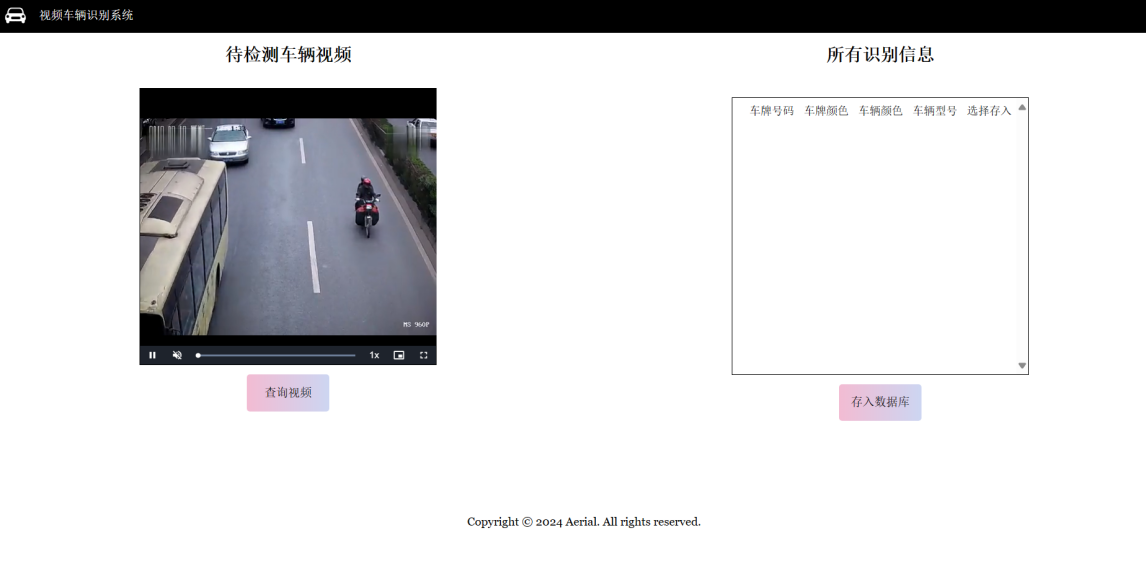 视频车辆识别系统
待检测车辆视频
所有识别信息
车牌号码 车牌颜色 车辆颜色 车辆型号 选择存入
MS 960P
1x
查询视频
存入数据库
Copyright © 2024 Aerial. All rights reserved.